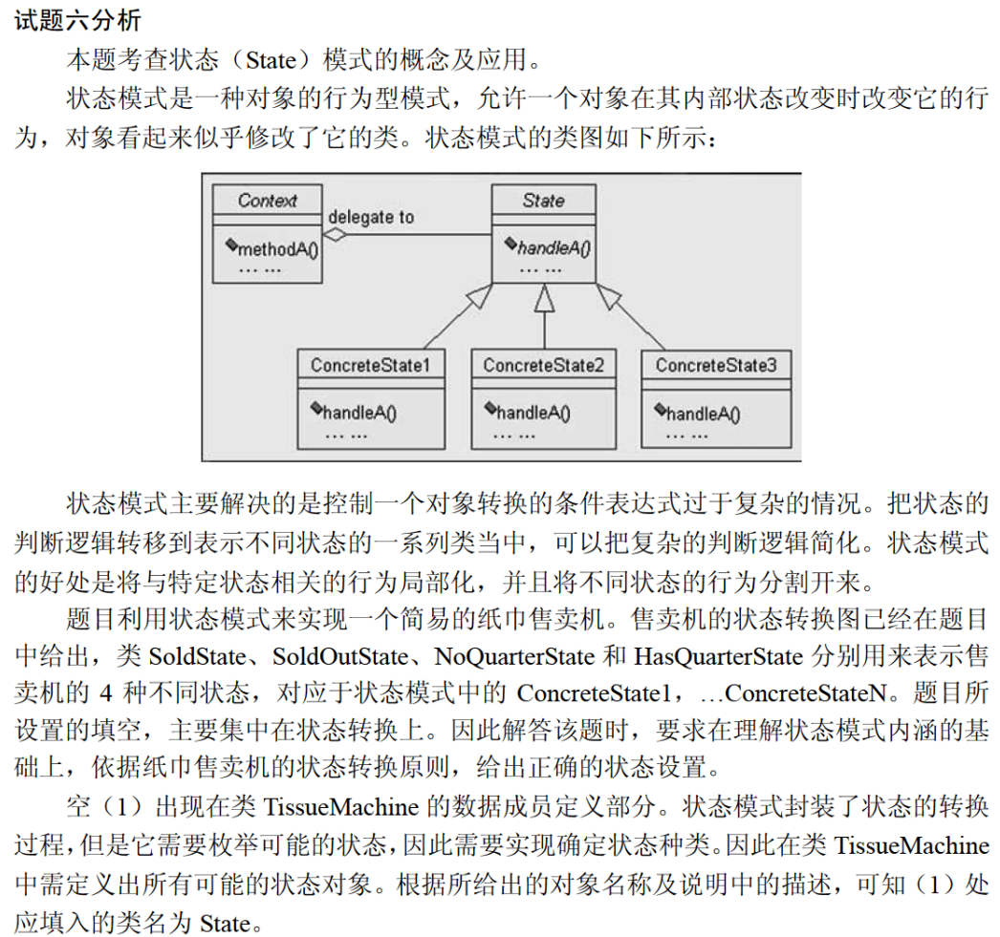 试题六分析
本题考查状态（State）模式的概念及应用。
状态模式是一种对象的行为型模式，允许一个对象在其内部状态改变时改变它的行
为，对象看起来似乎修改了它的类。状态模式的类图如下所示：
Context
State
delegate to
methodA()
handleA()
... ...
... ...
ConcreteState1
ConcreteState2
ConcreteState3
handleA()
handleA()
handleA()
... ...
... ...
... ...
状态模式主要解决的是控制一个对象转换的条件表达式过于复杂的情况。把状态的
判断逻辑转移到表示不同状态的一系列类当中，可以把复杂的判断逻辑简化。状态模式
的好处是将与特定状态相关的行为局部化，并且将不同状态的行为分割开来。
题目利用状态模式来实现一个简易的纸巾售卖机。售卖机的状态转换图已经在题目
中给出，类 SoldState、SoldOutState、NoQuarterState 和 HasQuarterState 分别用来表示售
卖机的 4 种不同状态，对应于状态模式中的 ConcreteState1，…ConcreteStateN。题目所
设置的填空，主要集中在状态转换上。因此解答该题时，要求在理解状态模式内涵的基
础上，依据纸巾售卖机的状态转换原则，给出正确的状态设置。
空（1）出现在类 TissueMachine 的数据成员定义部分。状态模式封装了状态的转换
过程，但是它需要枚举可能的状态，因此需要实现确定状态种类。因此在类 TissueMachine
中需定义出所有可能的状态对象。根据所给出的对象名称及说明中的描述，可知（1）处
应填入的类名为 State。